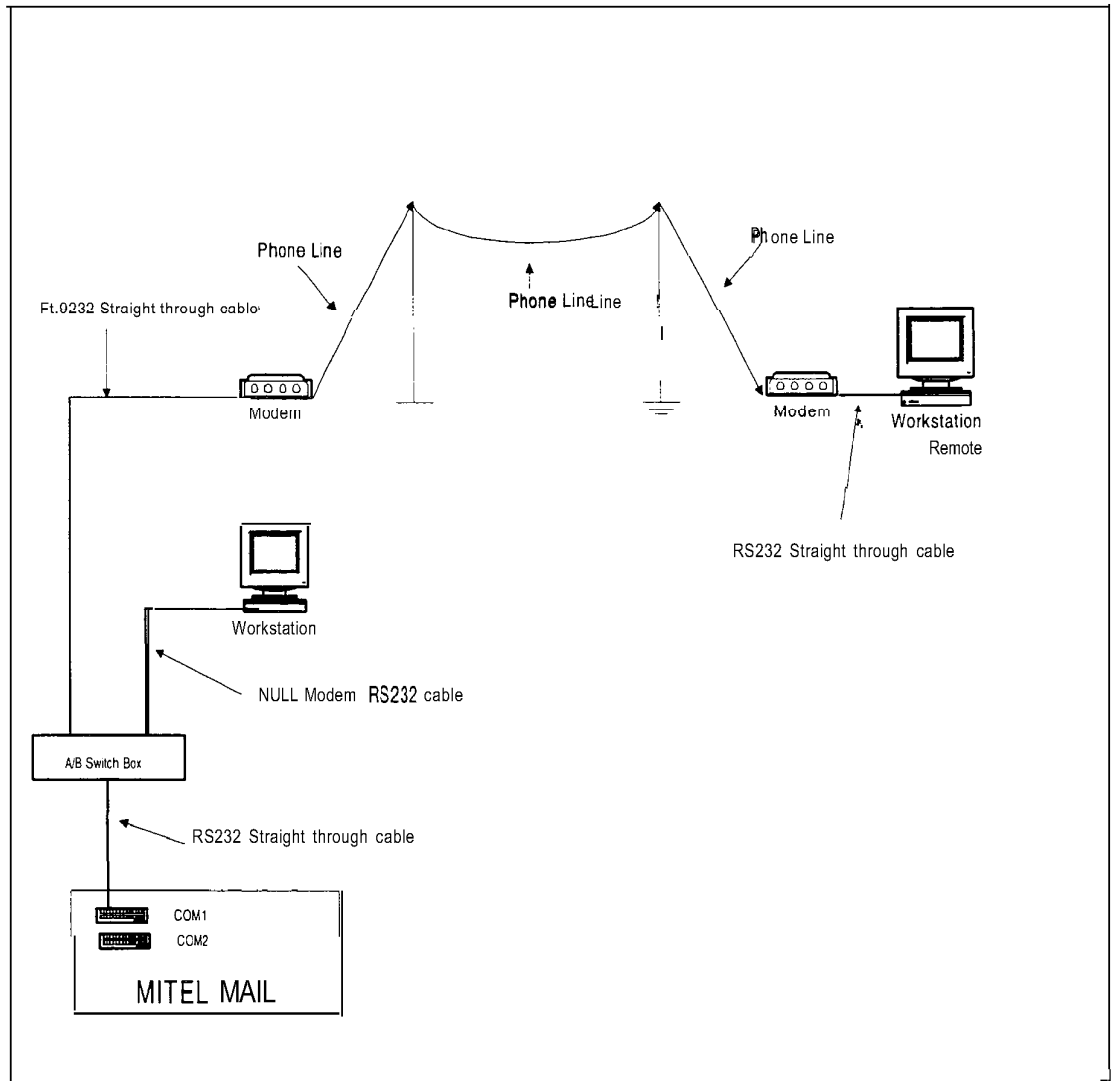 Phone Line
Phone Line
Phone LineLine
Ft.0232 Straight through cablo
Modem
Modem
Workstation
Remote
RS232 Straight through cable
Workstation
NULL Modem RS232 cable
A/B Switch Box
RS232 Straight through cable
COM1
COM2
MITEL MAIL